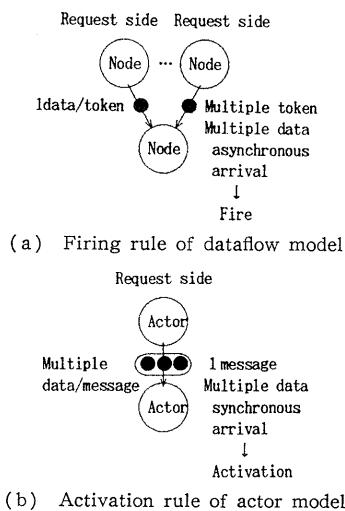 Request side Request side
Node ... Node
1data/token Multiple token
Multiple data
Node
asynchronous
arrival
↓
Fire
(a) Firing rule of dataflow model
Request side
Actor
Multiple 1 message
data/message Multiple data
Actor
synchronous
arrival
↓
Activation
(b) Activation rule of actor model